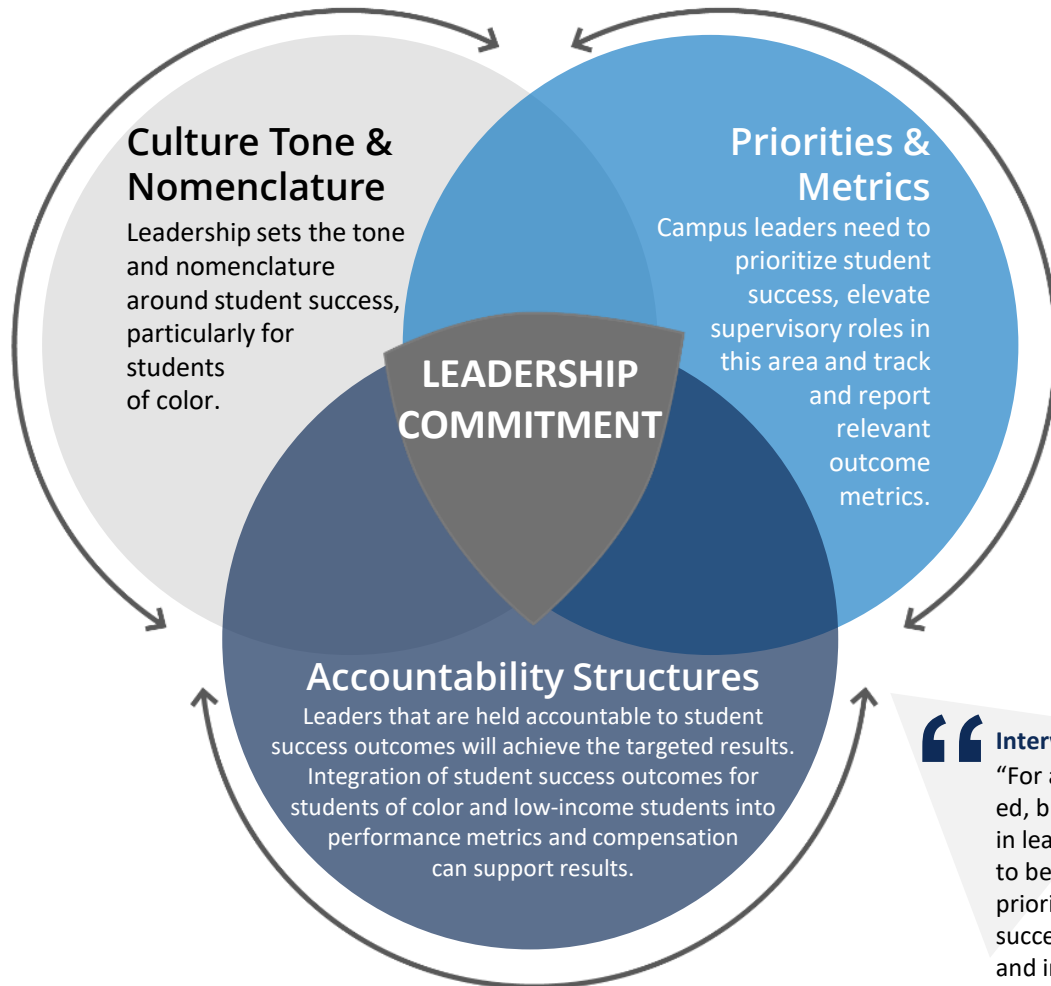 Culture Tone &
Nomenclature
Leadership sets the tone
and nomenclature
around student success,
particularly for
students
of color.
Priorities &
Metrics
Campus leaders need to
prioritize student
success, elevate
supervisory roles in
this area and track
and report
relevant
outcome
metrics.
LEADERSHIP
COMMITMENT
Accountability Structures
Leaders that are held accountable to student
success outcomes will achieve the targeted results.
Integration of student success outcomes for
students of color and low-income students into
performance metrics and compensation
can support results.
“For
ed,
in
to
and